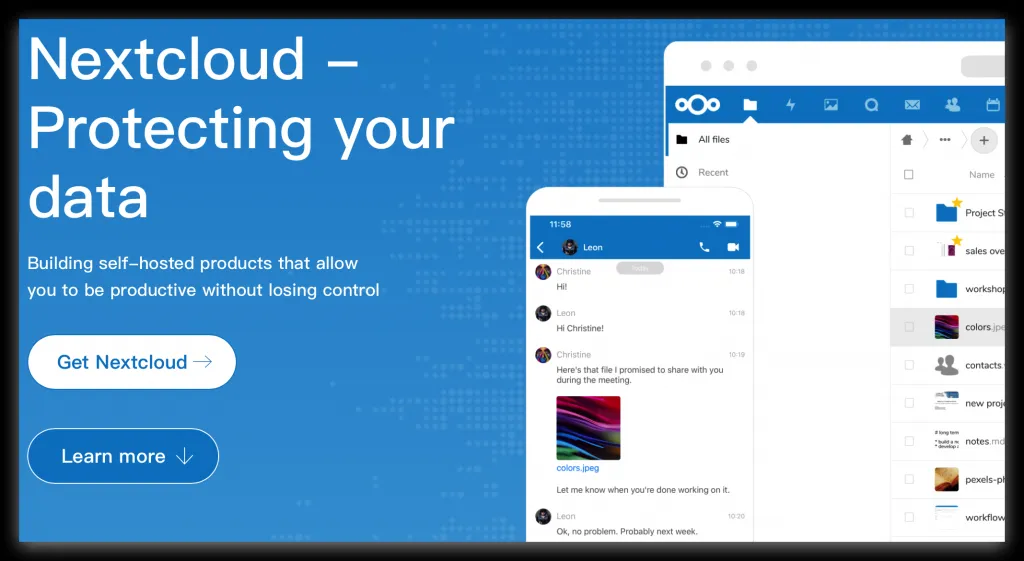 Nextcloud –
Protecting your
data
Building self-hosted products that allow
you to be productive without losing control
Get Nextcloud →
Learn more ↓
All files
Recent
Name
Project St
sales ove
workshop
colors.jpe
contacts.
new proje
notes.md
pexels-ph
workflow
11:58
Leon
Today
Christine 10:18
Hi!
Leon 10:18
Hi Christine!
Christine 10:19
Here's that file I promised to share with you
during the meeting.
colors.jpeg
Let me know when you're done working on it.
Leon 10:20
Ok, no problem. Probably next week.